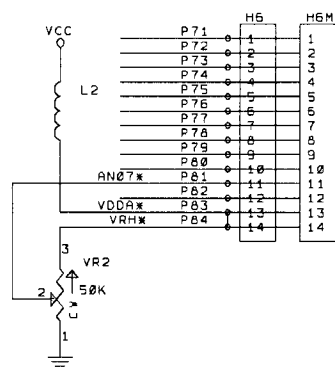 H6 H6M
VCC
P71 1 1
P72 2 2
P73 3 3
P74 4 4
L2 P75 5 5
P76 6 6
P77 7 7
P78 8 8
P79 9 9
P80 10 10
AN07* P81 11 11
P82 12 12
VDDA* P83 13 13
VRH* P84 14 14
3
VR2
2 50K
1